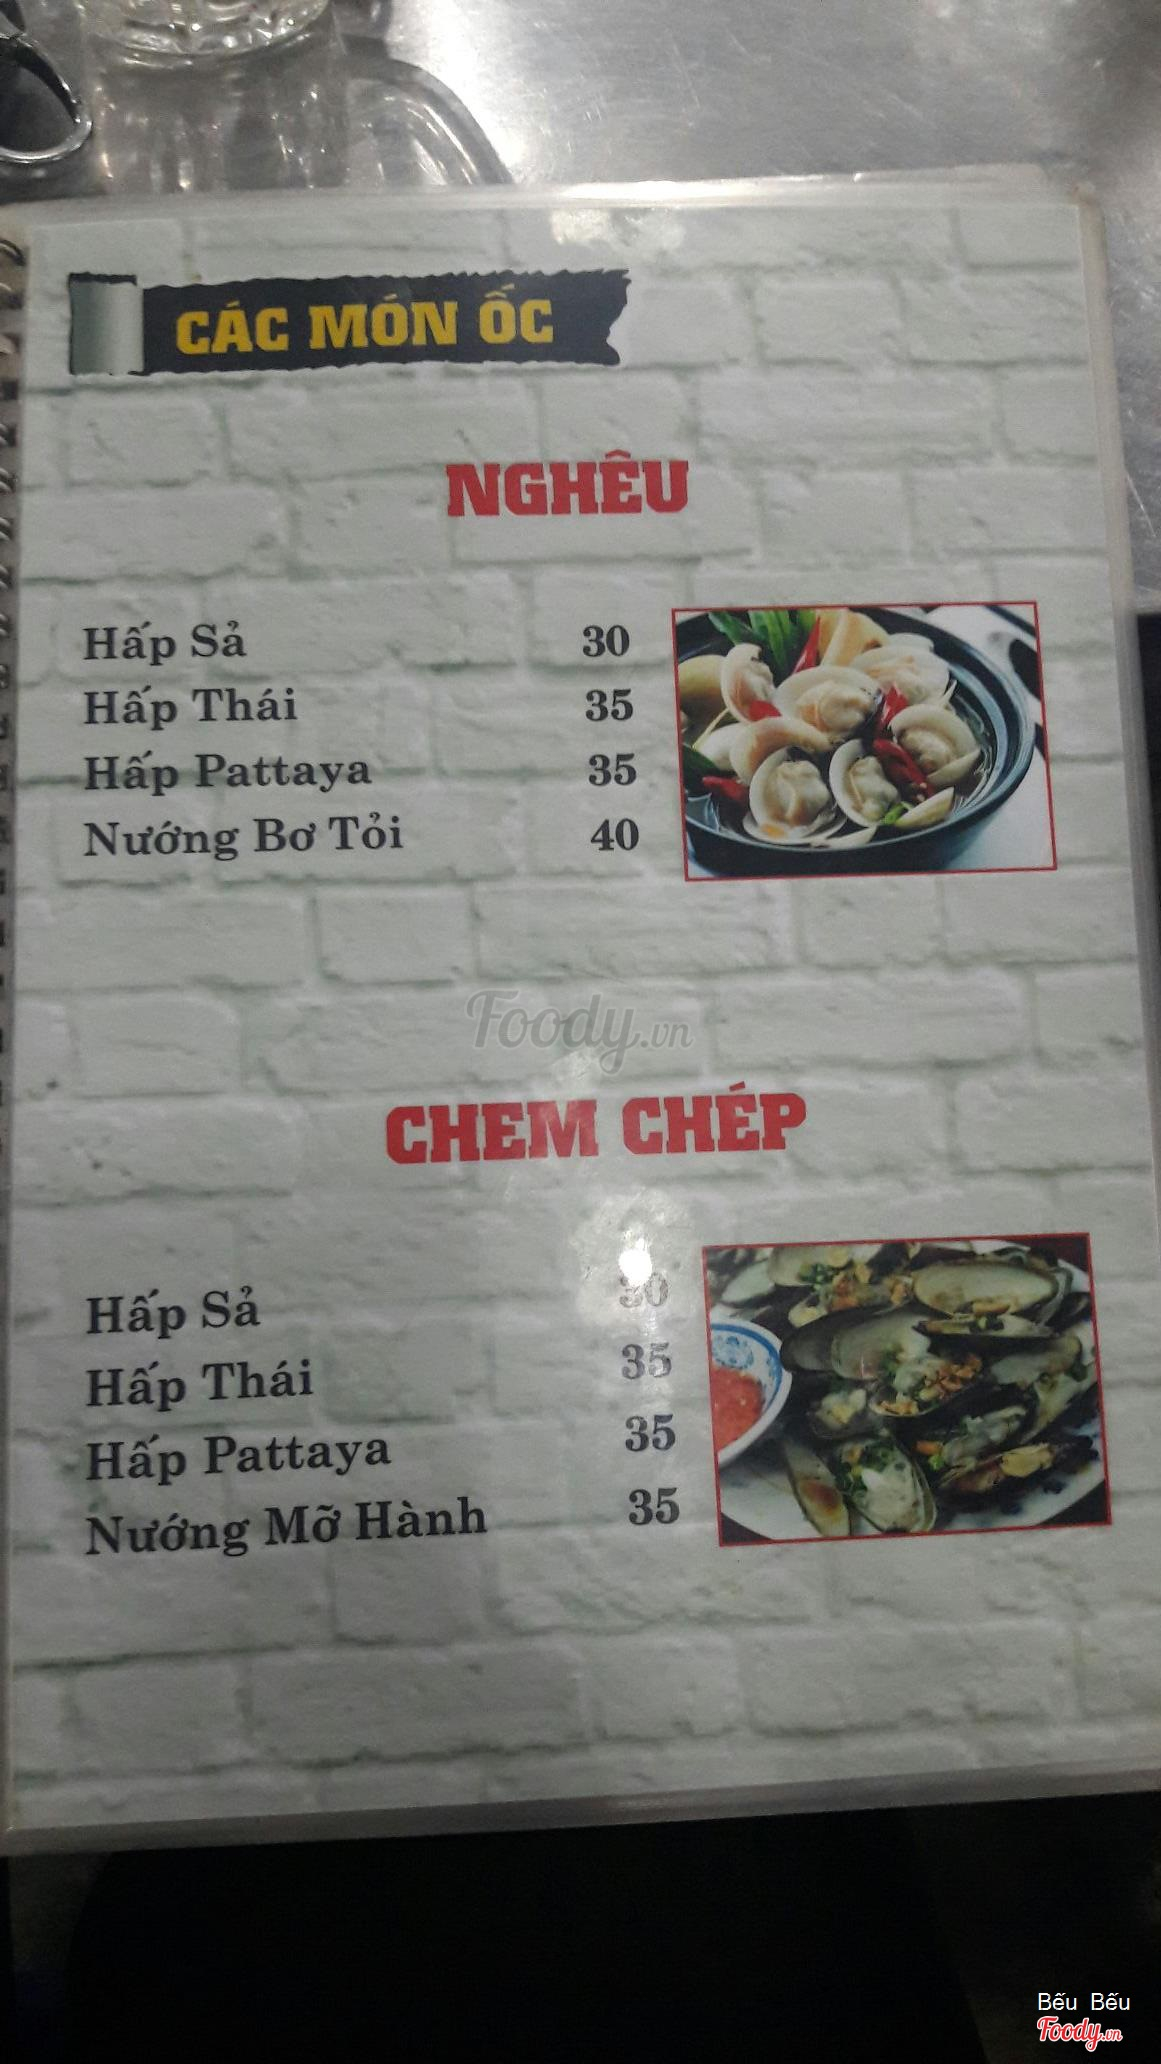 CÁC MÓN ỐC
NGHÊU
Hấp Sả 30
Hấp Thái 35
Hấp Pattaya 35
Nướng Bơ Tỏi 40
Foody.vn
CHEM CHÉP
Hấp Sả 30
Hấp Thái 35
Hấp Pattaya 35
Nướng Mỡ Hành 35
Bếu Bếu
Foody.vn